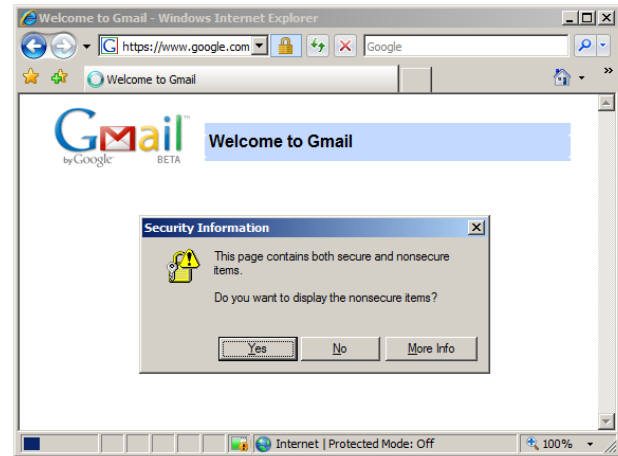 Welcome to Gmail - Windows Internet Explorer
G https://www.google.com
Google
Welcome to Gmail
»
Gmail™
by Google BETA
Welcome to Gmail
Security Information
This page contains both secure and nonsecure
items.
Do you want to display the nonsecure items?
Yes No More Info
Internet | Protected Mode: Off 100%